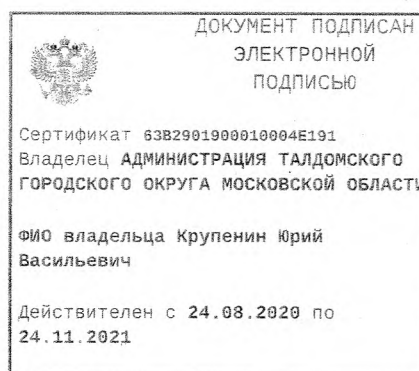 ДОКУМЕНТ ПОДПИСАН
ЭЛЕКТРОННОЙ
ПОДПИСЬЮ
Сертификат 63B2901900010004E191
Владелец АДМИНИСТРАЦИЯ ТАЛДОМСКОГО
ГОРОДСКОГО ОКРУГА МОСКОВСКОЙ ОБЛАСТИ
ФИО владельца Крупенин Юрий
Васильевич
Действителен с 24.08.2020 по
24.11.2021